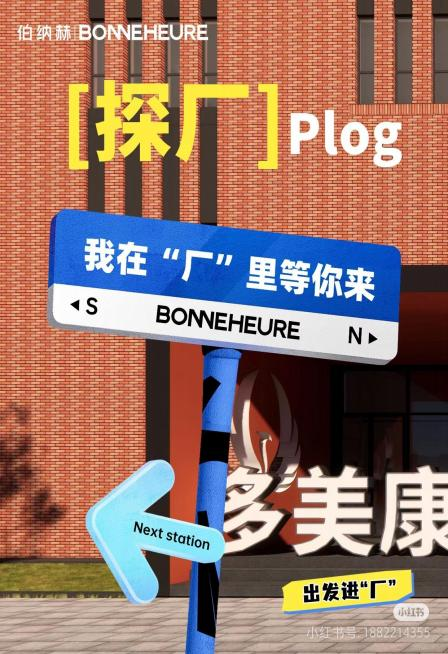 伯纳赫 BONNEHEURE
[探厂] Plog
我在“厂”里等你来
S BONNEHEURE N
Next station
多美康
出发进“厂”
小红书
小红书号: 1882214355